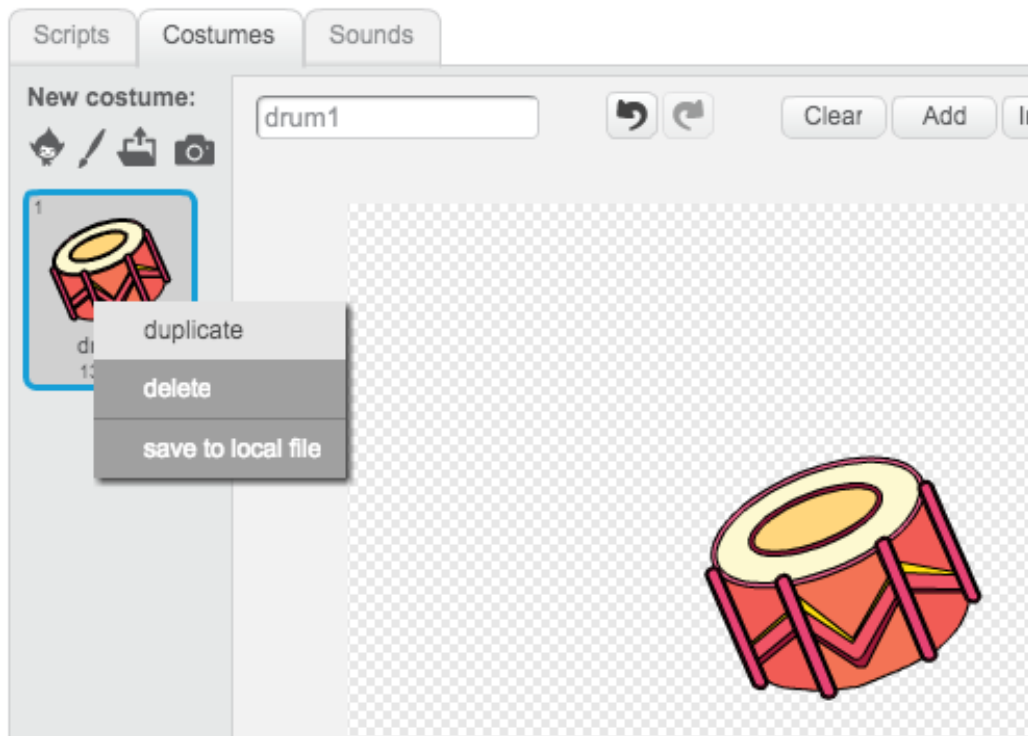 Scripts Costumes Sounds
New costume:
drum1 Clear Add
1
duplicate
delete
save to local file